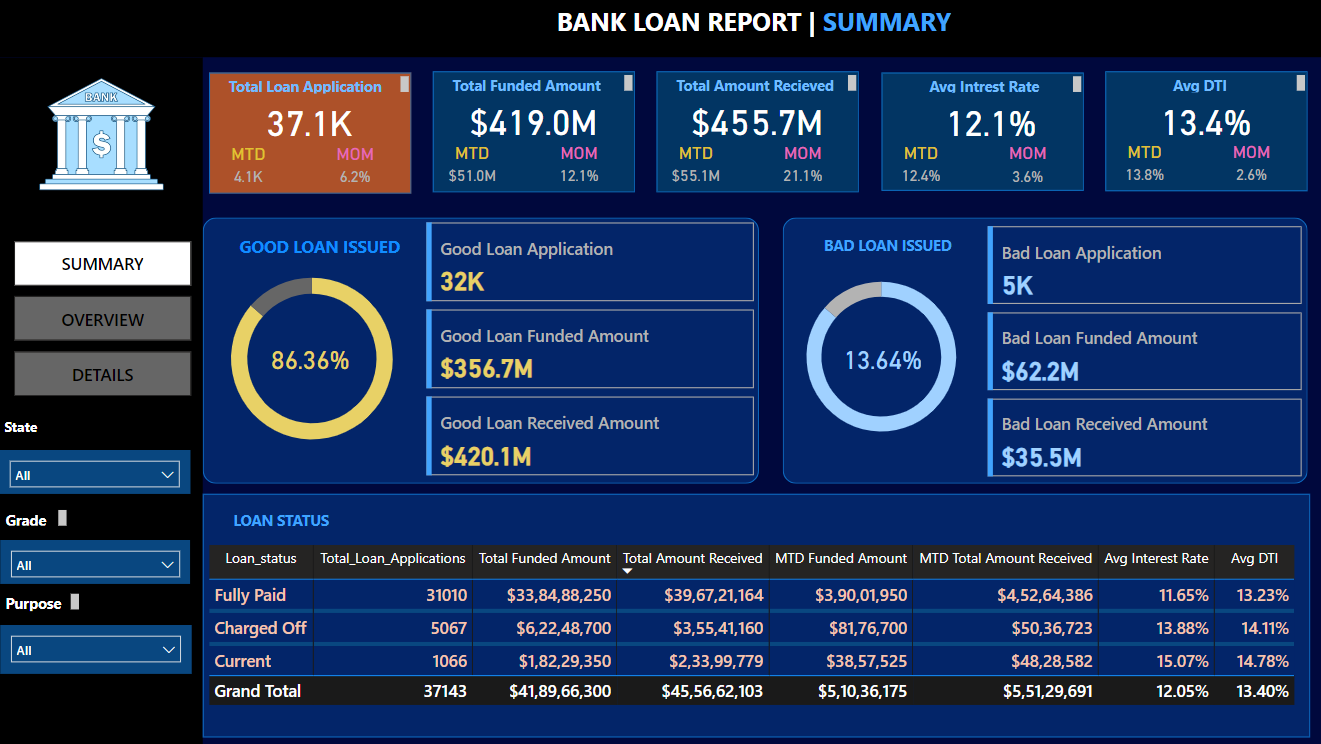 BANK LOAN REPORT | SUMMARY
BANK
$
SUMMARY
OVERVIEW
DETAILS
State
All
Grade
All
Purpose
All
Total Loan Application
37.1K
MTD MOM
4.1K 6.2%
Total Funded Amount
$419.0M
MTD MOM
$51.0M 12.1%
Total Amount Recieved
$455.7M
MTD MOM
$55.1M 21.1%
Avg Intrest Rate
12.1%
MTD MOM
12.4% 3.6%
Avg DTI
13.4%
MTD MOM
13.8% 2.6%
GOOD LOAN ISSUED
86.36%
Good Loan Application
32K
Good Loan Funded Amount
$356.7M
Good Loan Received Amount
$420.1M
BAD LOAN ISSUED
13.64%
Bad Loan Application
5K
Bad Loan Funded Amount
$62.2M
Bad Loan Received Amount
$35.5M
LOAN STATUS
Loan_status Total_Loan_Applications Total Funded Amount Total Amount Received MTD Funded Amount MTD Total Amount Received Avg Interest Rate Avg DTI
Fully Paid 31010 $33,84,88,250 $39,67,21,164 $3,90,01,950 $4,52,64,386 11.65% 13.23%
Charged Off 5067 $6,22,48,700 $3,55,41,160 $81,76,700 $50,36,723 13.88% 14.11%
Current 1066 $1,82,29,350 $2,33,99,779 $38,57,525 $48,28,582 15.07% 14.78%
Grand Total 37143 $41,89,66,300 $45,56,62,103 $5,10,36,175 $5,51,29,691 12.05% 13.40%